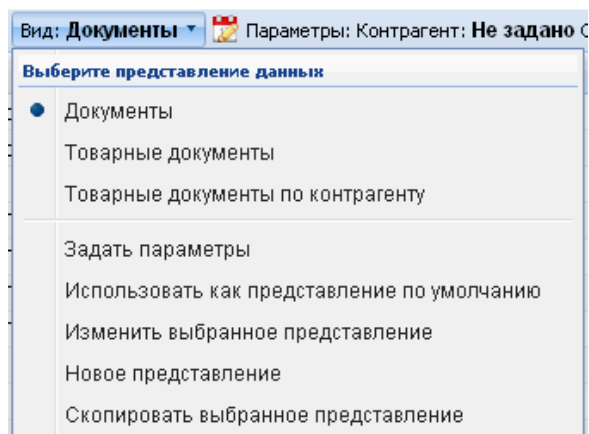 Вид: Документы Параметры: Контрагент: Не задано
Выберите представление данных
Документы
Товарные документы
Товарные документы по контрагенту
Задать параметры
Использовать как представление по умолчанию
Изменить выбранное представление
Новое представление
Скопировать выбранное представление